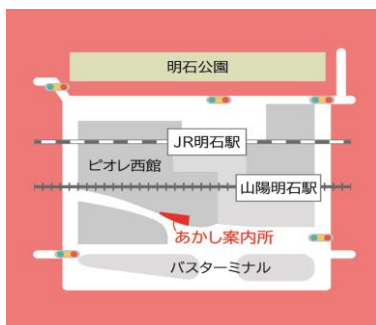 明石公園
JR明石駅
ピオレ西館
山陽明石駅
あかし案内所
バスターミナル